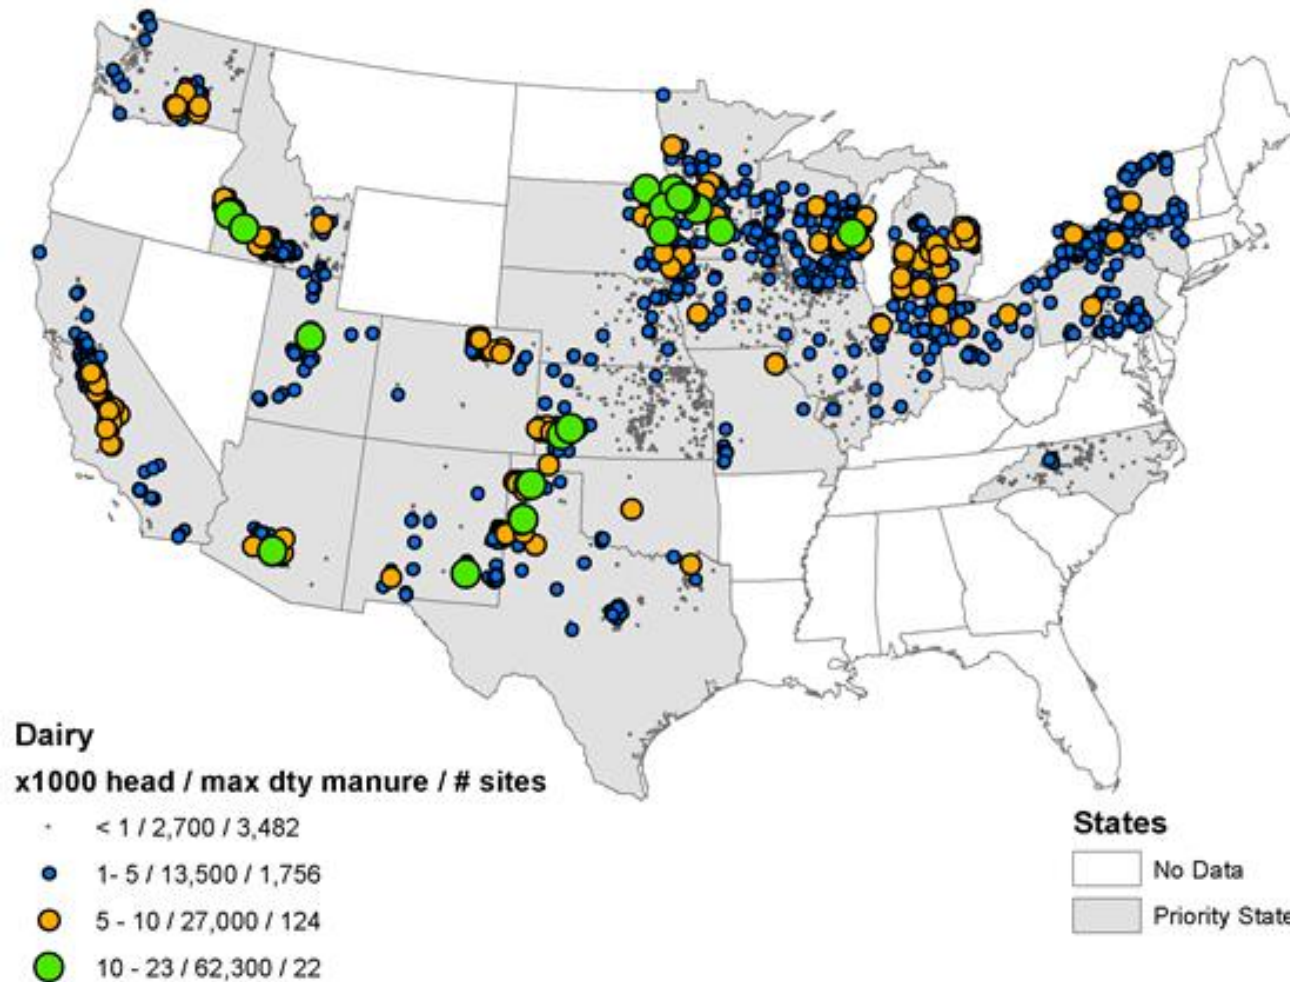 Dairy
x1000 head / max dty manure / # sites
< 1 / 2,700 / 3,482
1- 5 / 13,500 / 1,756
5 - 10 / 27,000 / 124
10 - 23 / 62,300 / 22
States
No Data
Priority State